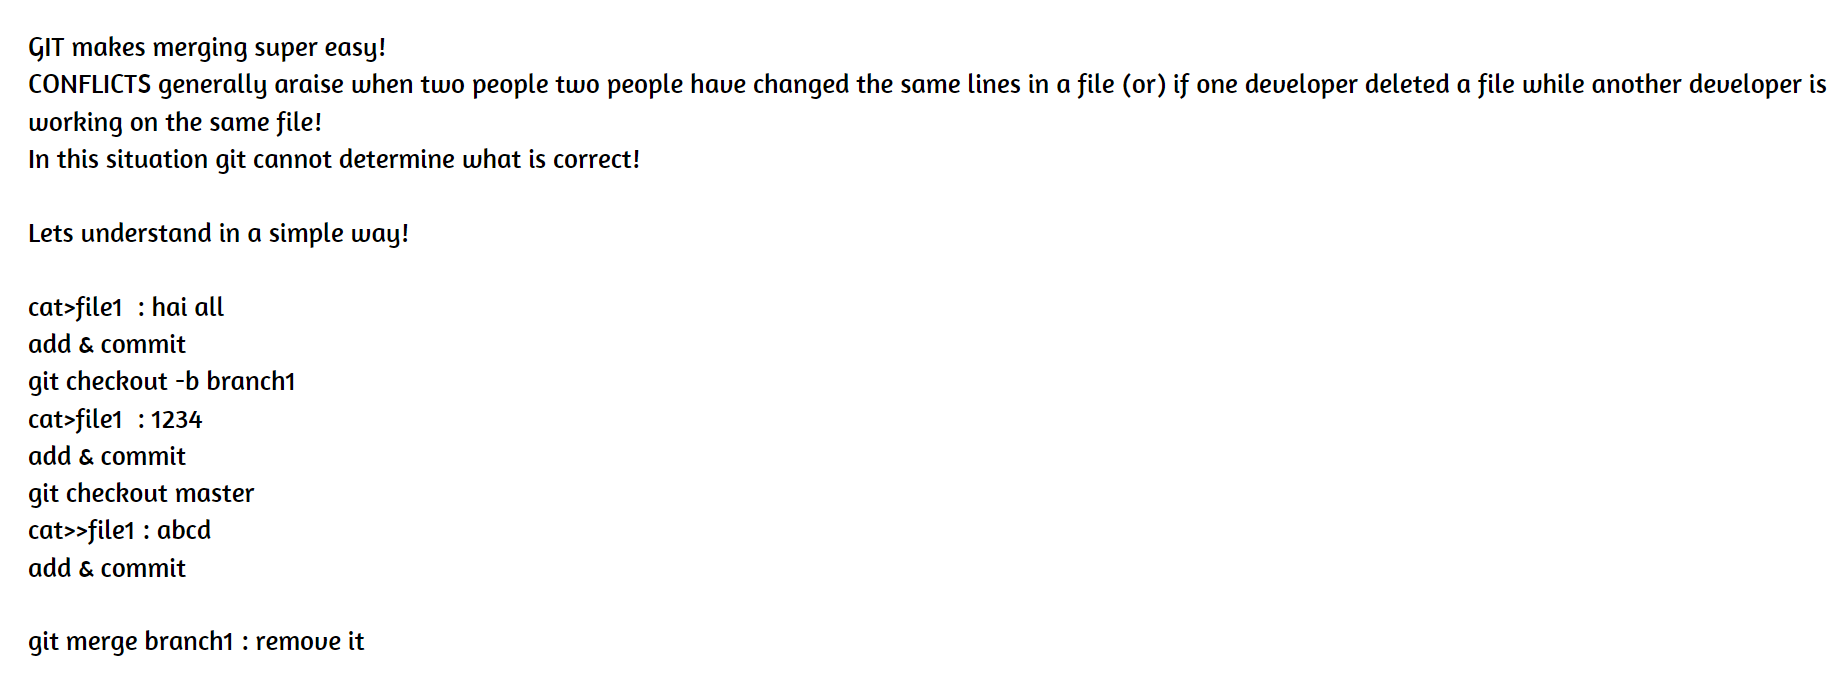 GIT makes merging super easy!
CONFLICTS generally araise when two people two people have changed the same lines in a file (or) if one developer deleted a file while another developer is
working on the same file!
In this situation git cannot determine what is correct!
Lets understand in a simple way!
cat>file1  : hai all
add & commit
git checkout -b branch1
cat>file1  : 1234
add & commit
git checkout master
cat>>file1 : abcd
add & commit
git merge branch1 : remove it